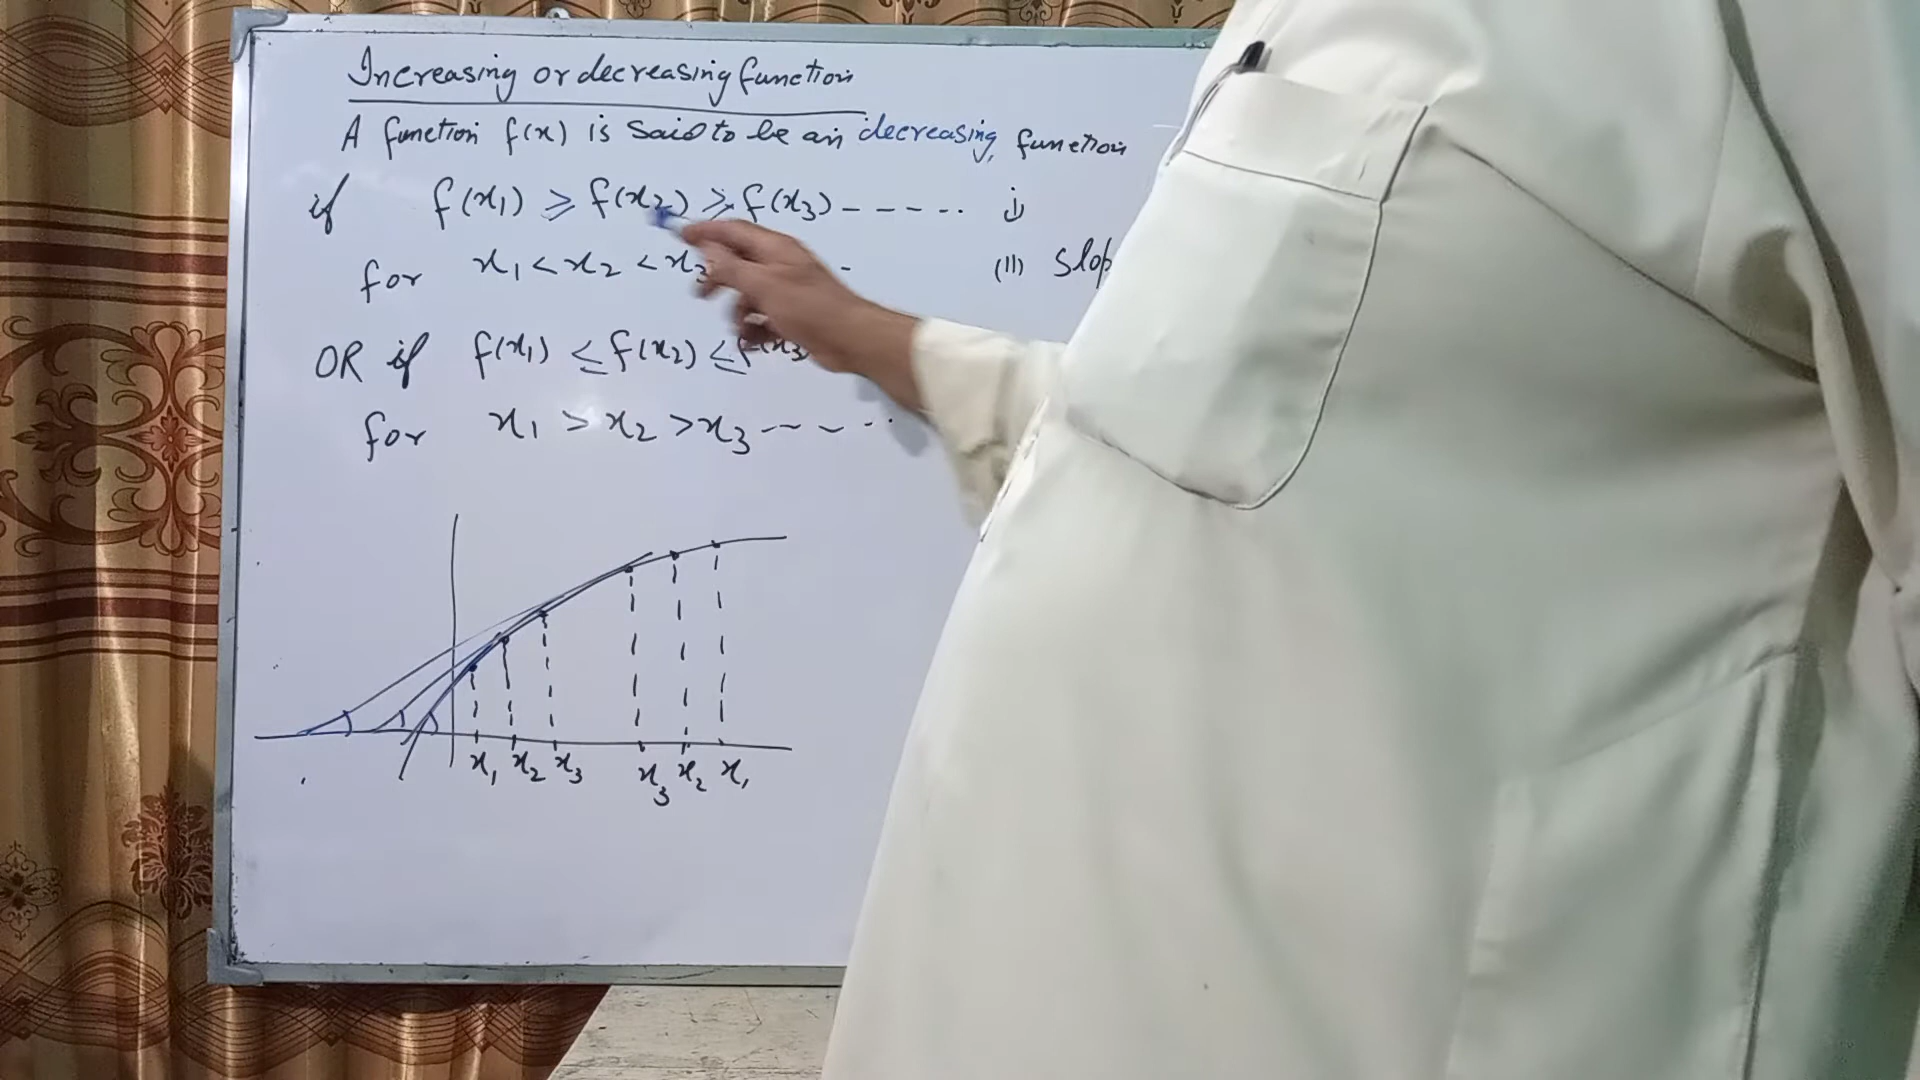 Increasing or decreasing function
A function f(x) is said to be an decreasing, function
if f(x₁) ⩾ f(x₂) ⩾ f(x₃) - - - - - i)
for x₁ < x₂ < x₃ - (II) Slop
OR if f(x₁) ≤ f(x₂) ≤ f(x₃
for x₁ > x₂ > x₃ - - - -
x₁ x₂ x₃ x₃ x₂ x₁